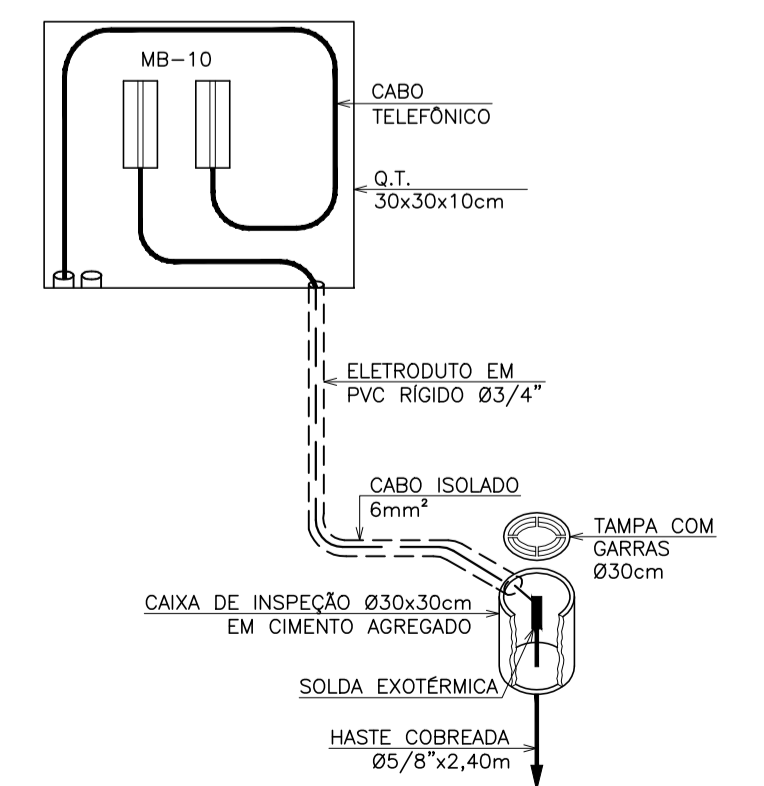 MB-10
CABO
TELEFÔNICO
Q.T.
30x30x10cm
ELETRODUTO EM
PVC RÍGIDO Ø3/4"
CABO ISOLADO
6mm²
TAMPA COM
GARRAS
Ø30cm
CAIXA DE INSPEÇÃO Ø30x30cm
EM CIMENTO AGREGADO
SOLDA EXOTÉRMICA
HASTE COBREADA
Ø5/8"x2,40m